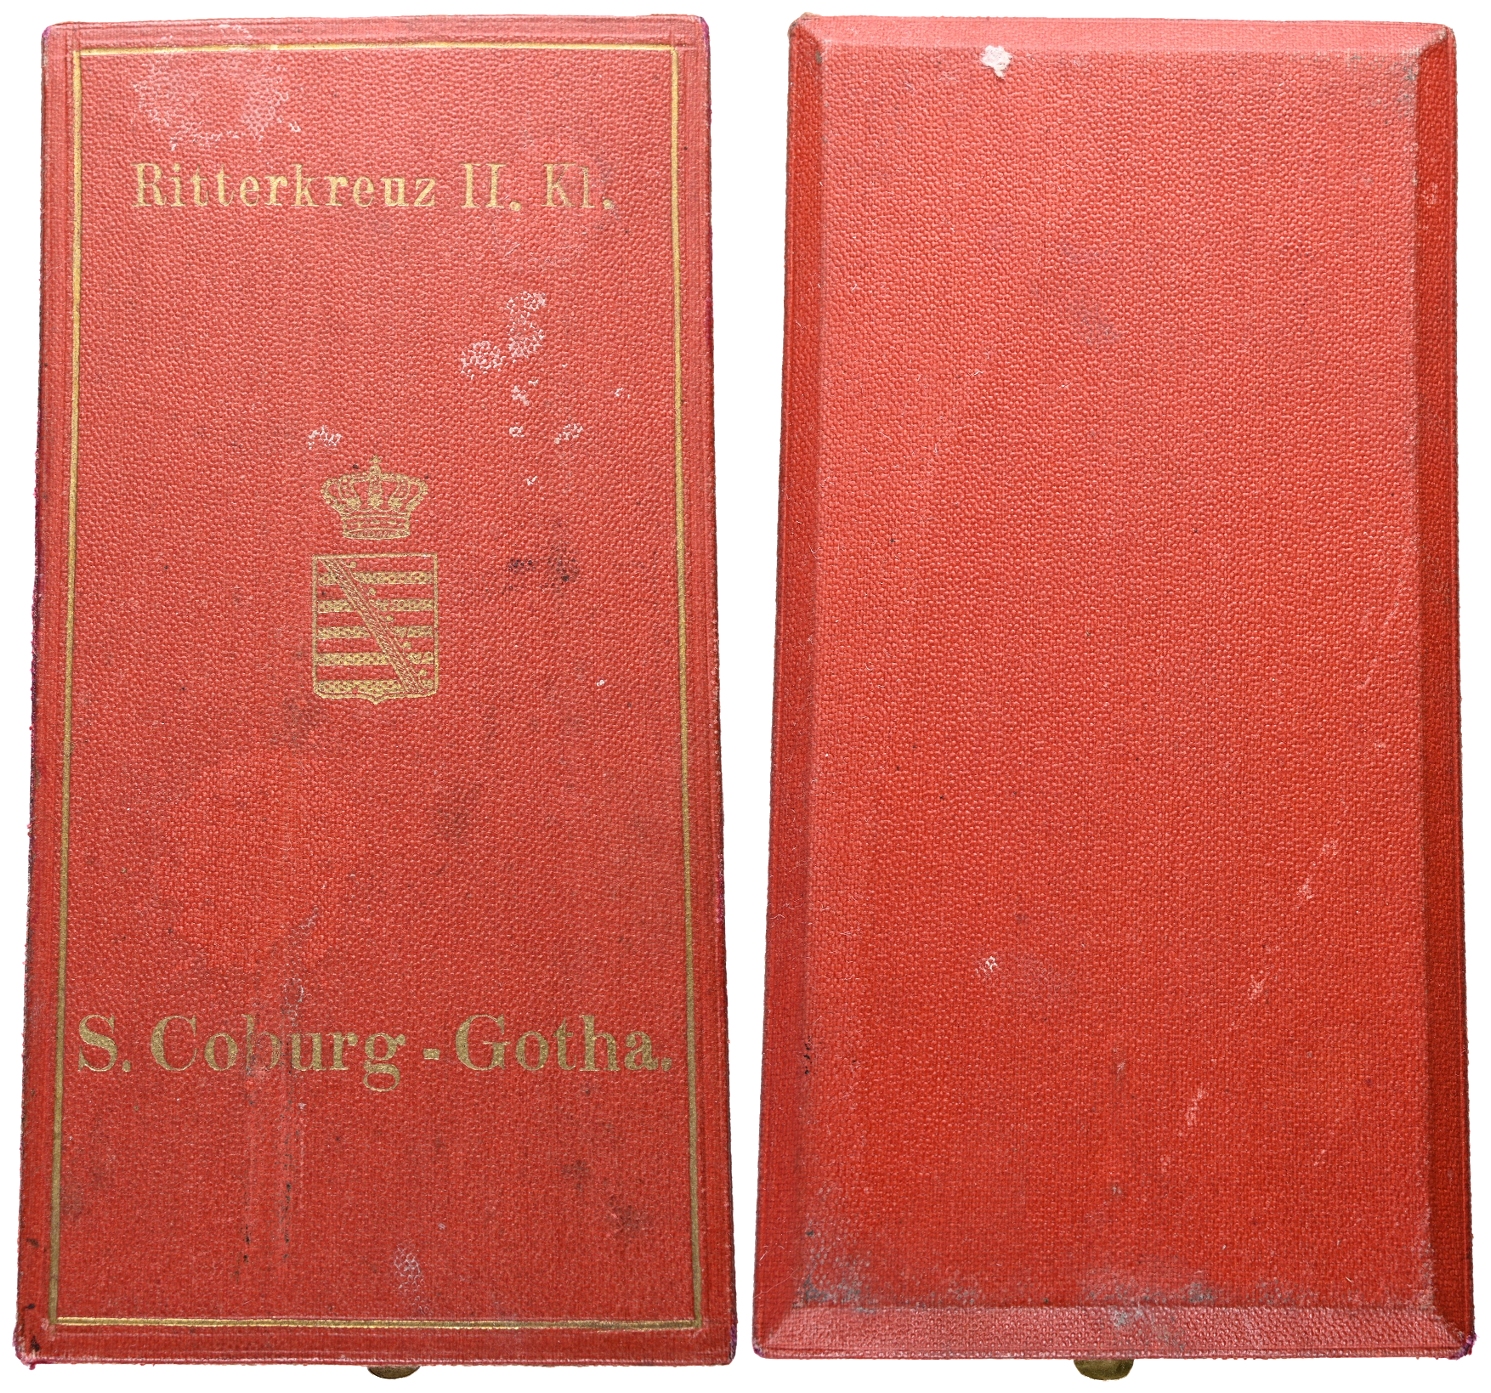 Ritterkreuz II. Kl.
S. Coburg - Gotha.